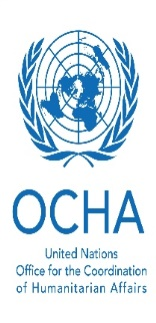 OCHA
United Nations
Office for the Coordination
of Humanitarian Affairs